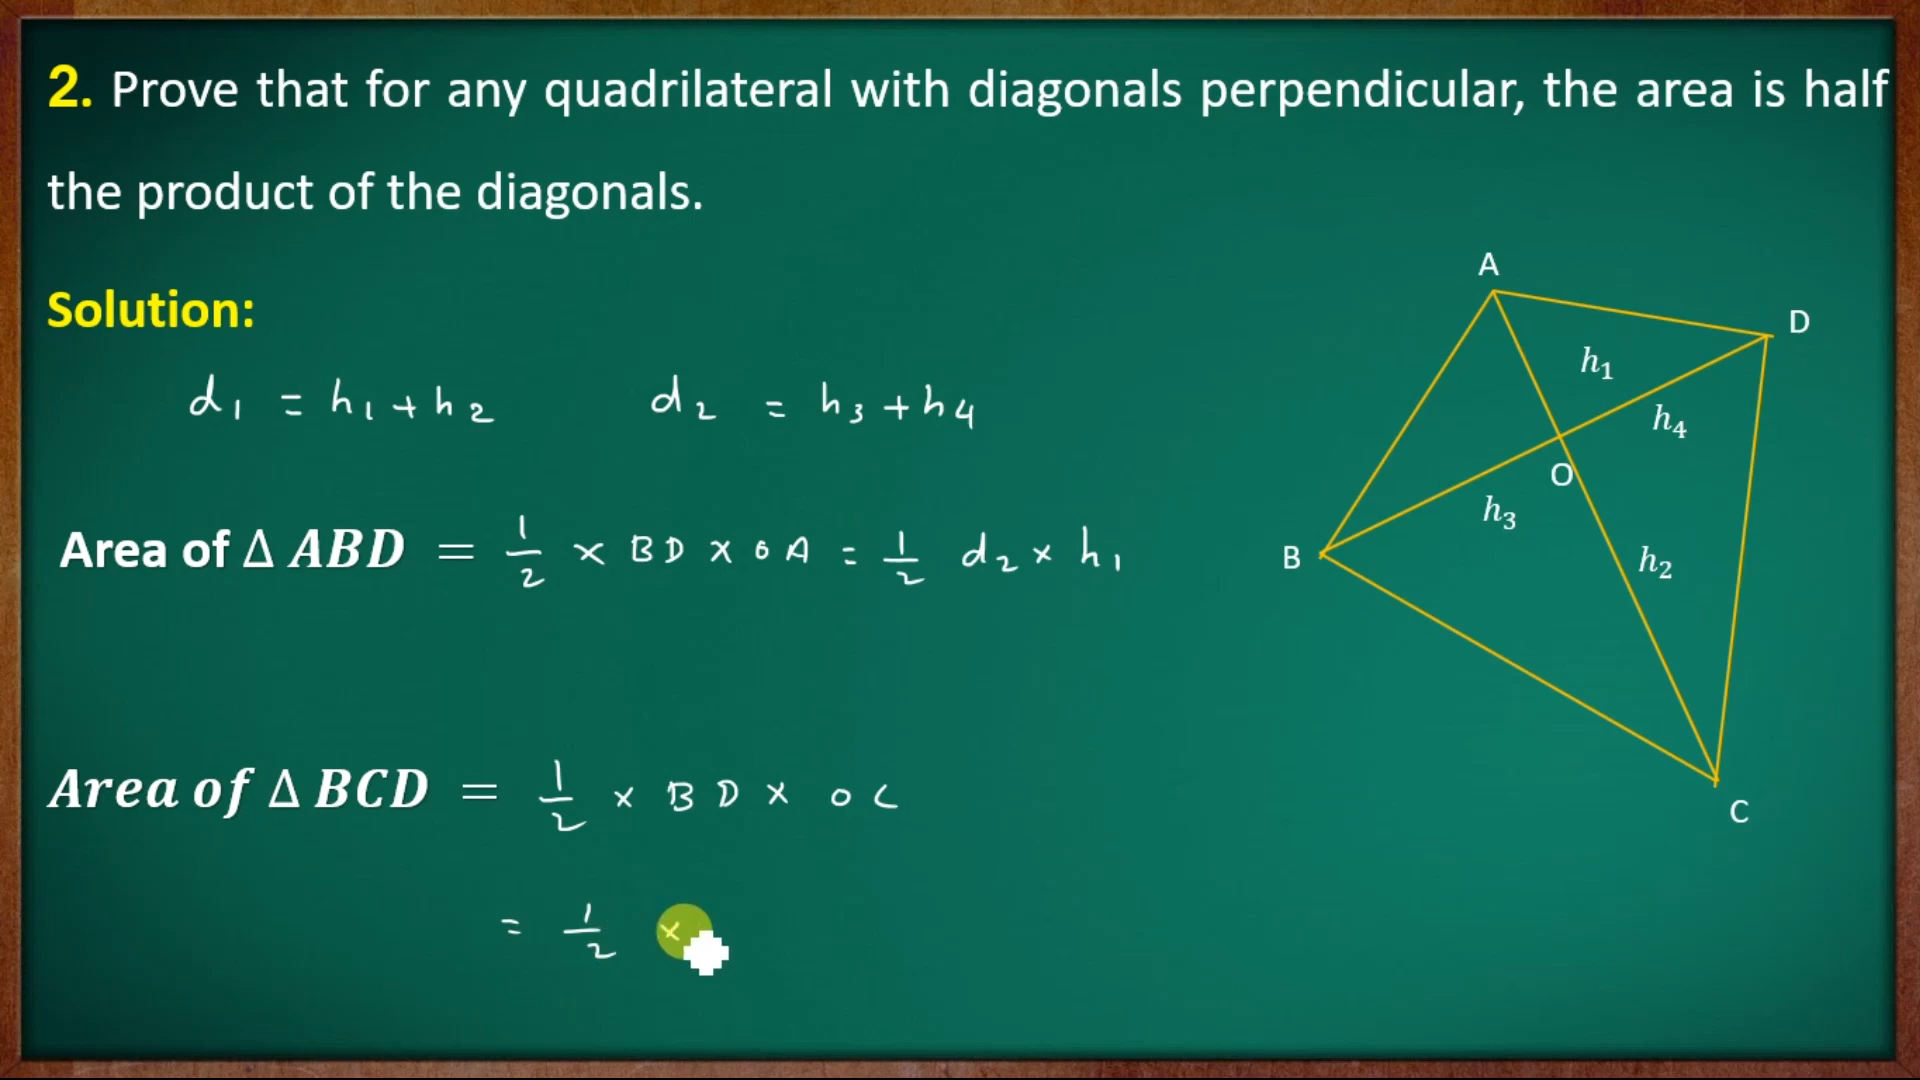 2. Prove that for any quadrilateral with diagonals perpendicular, the area is half
the product of the diagonals.
Solution:
d₁ = h₁ + h₂ d₂ = h₃ + h₄
Area of Δ ABD = 1/2 × BD × OA = 1/2 d₂ × h₁
Area of Δ BCD = 1/2 × BD × OC
= 1/2 ×
A
D
h₁
h₄
O
h₃
B
h₂
C